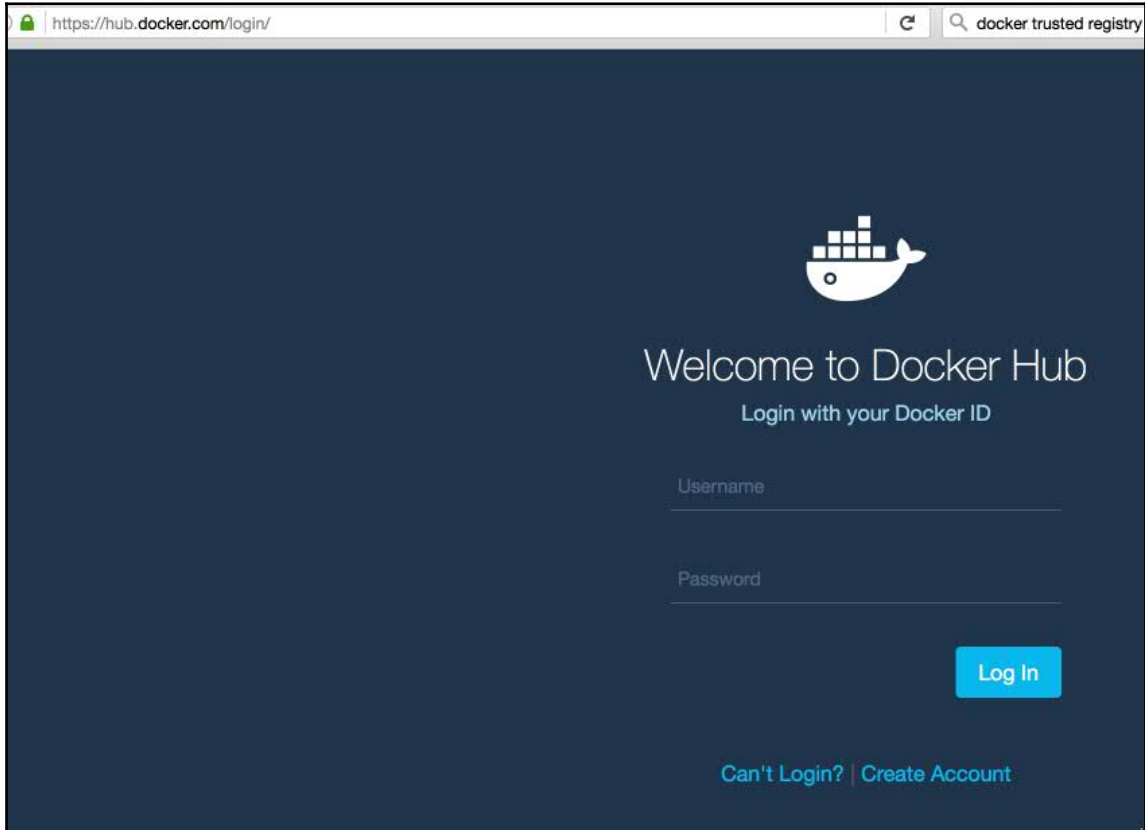 https://hub.docker.com/login/ docker trusted registry
Welcome to Docker Hub
Login with your Docker ID
Username
Password
Log In
Can't Login? | Create Account